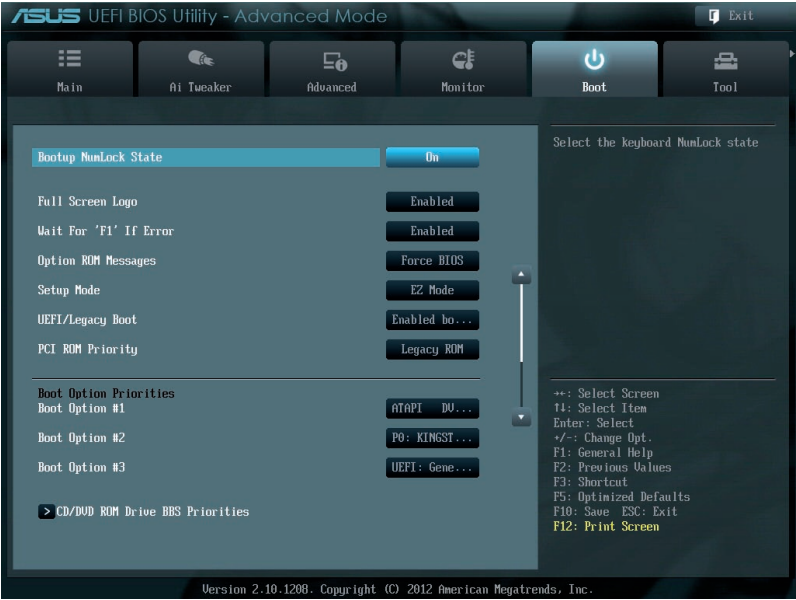 ASUS UEFI BIOS Utility - Advanced Mode
Exit
Main
Ai Tweaker
Advanced
Monitor
Boot
Tool
Bootup NumLock State On
Full Screen Logo Enabled
Wait For 'F1' If Error Enabled
Option ROM Messages Force BIOS
Setup Mode EZ Mode
UEFI/Legacy Boot Enabled bo...
PCI ROM Priority Legacy ROM
Boot Option Priorities
Boot Option #1 ATAPI DV...
Boot Option #2 P0: KINGST...
Boot Option #3 UEFI: Gene...
> CD/DVD ROM Drive BBS Priorities
Select the keyboard NumLock state
→←: Select Screen
↑↓: Select Item
Enter: Select
+/-: Change Opt.
F1: General Help
F2: Previous Values
F3: Shortcut
F5: Optimized Defaults
F10: Save ESC: Exit
F12: Print Screen
Version 2.10.1208. Copyright (C) 2012 American Megatrends, Inc.